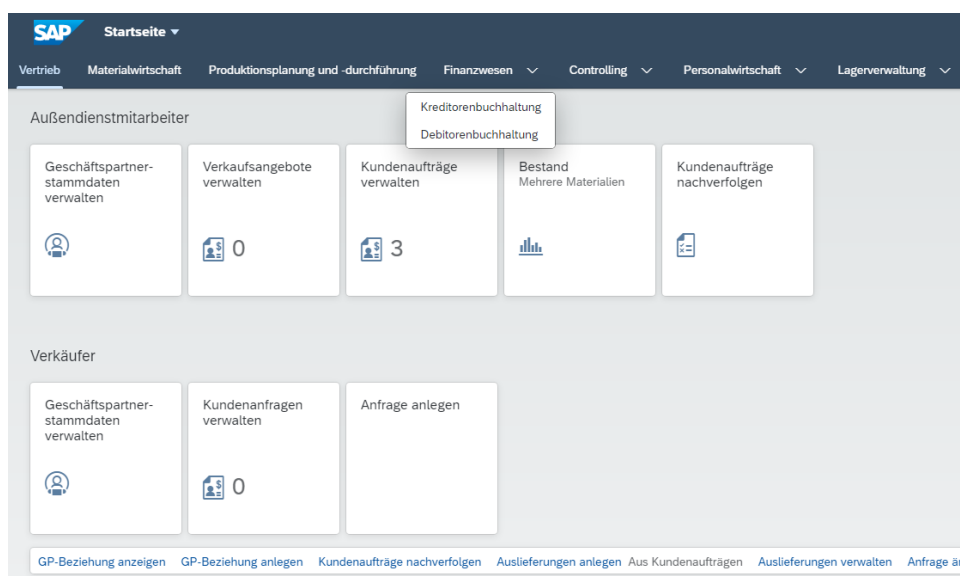 SAP Startseite
Vertrieb Materialwirtschaft Produktionsplanung und -durchführung Finanzwesen Controlling Personalwirtschaft Lagerverwaltung
Kreditorenbuchhaltung
Debitorenbuchhaltung
Außendienstmitarbeiter
Geschäftspartner-
stammdaten
verwalten
Verkaufsangebote
verwalten
0
Kundenaufträge
verwalten
3
Bestand
Mehrere Materialien
Kundenaufträge
nachverfolgen
Verkäufer
Geschäftspartner-
stammdaten
verwalten
Kundenanfragen
verwalten
0
Anfrage anlegen
GP-Beziehung anzeigen GP-Beziehung anlegen Kundenaufträge nachverfolgen Auslieferungen anlegen Aus Kundenaufträgen Auslieferungen verwalten Anfrage